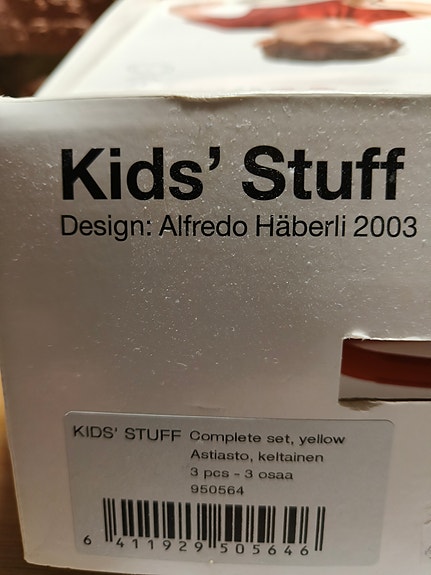 Kids' Stuff
Design: Alfredo Häberli 2003
KIDS' STUFF Complete set, yellow
Astiasto, keltainen
3 pcs - 3 osaa
950564
6 411929 505646